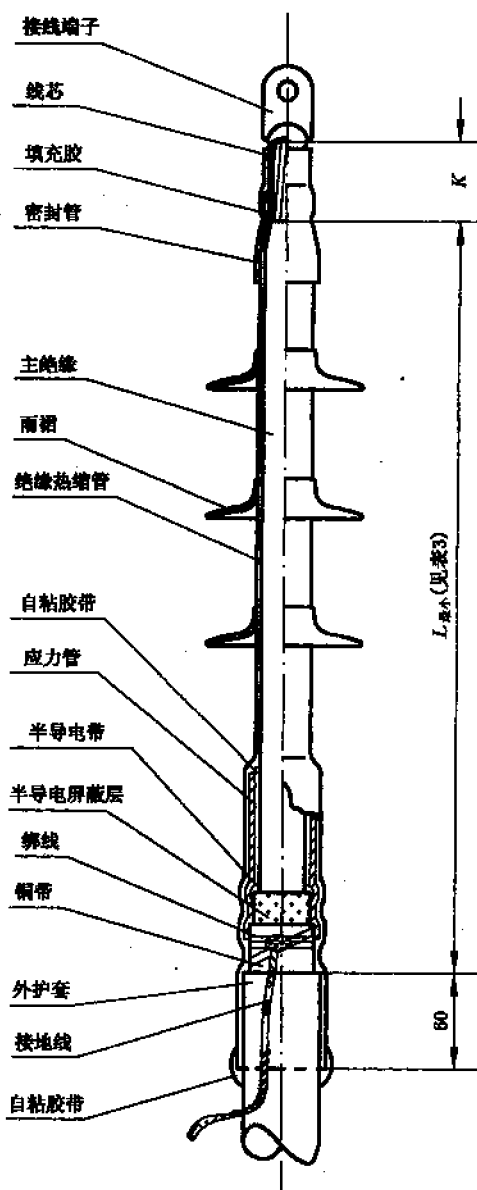 接线端子
线芯
填充胶
密封管
主绝缘
雨裙
绝缘热缩管
自粘胶带
应力管
半导电带
半导电屏蔽层
绑线
铜带
外护套
接地线
自粘胶带
K
L最小(见表3)
60